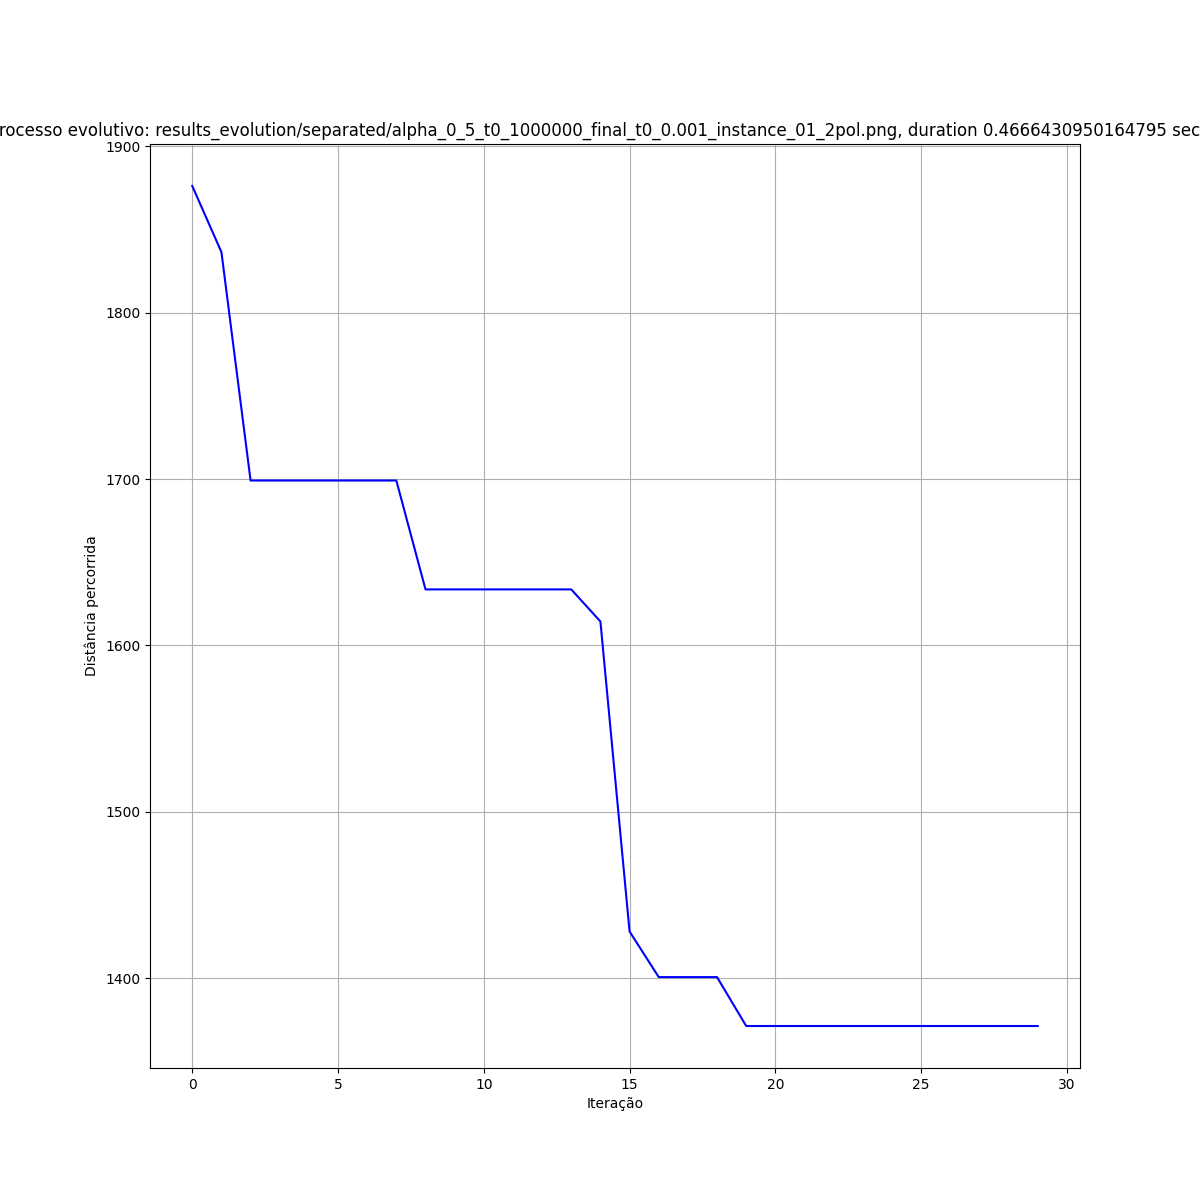 rocesso evolutivo: results_evolution/separated/alpha_0_5_t0_1000000_final_t0_0.001_instance_01_2pol.png, duration 0.4666430950164795 sec
1900
1800
1700
1600
1500
1400
Distância percorrida
0 5 10 15 20 25 30
Iteração